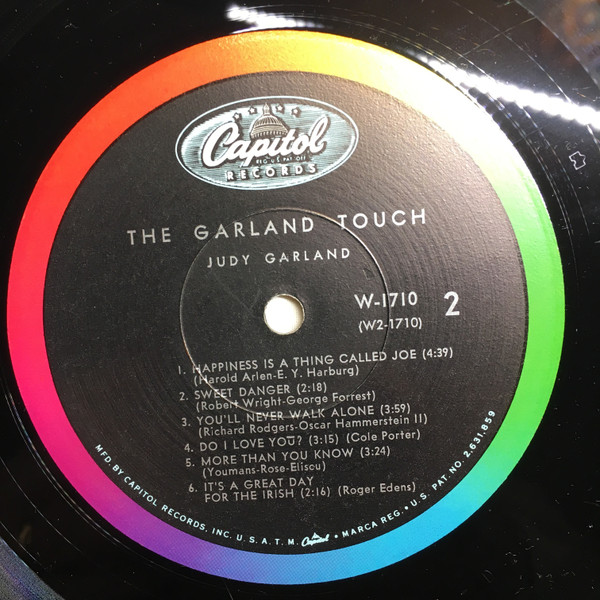 Capitol
REG. U.S. PAT. OFF.
RECORDS
THE GARLAND TOUCH
JUDY GARLAND
W-1710 2
(W2-1710)
1. HAPPINESS IS A THING CALLED JOE (4:39)
(Harold Arlen-E. Y. Harburg)
2. SWEET DANGER (2:18)
(Robert Wright-George Forrest)
3. YOU'LL NEVER WALK ALONE (3:59)
(Richard Rodgers-Oscar Hammerstein II)
4. DO I LOVE YOU? (3:15) (Cole Porter)
5. MORE THAN YOU KNOW (3:24)
(Youmans-Rose-Elisou)
6. IT'S A GREAT DAY
FOR THE IRISH (2:16) (Roger Edens)
MFD. BY CAPITOL RECORDS, INC. U.S.A. T.M. Capitol • MARCA REG. • U.S. PAT. NO. 2,631,859